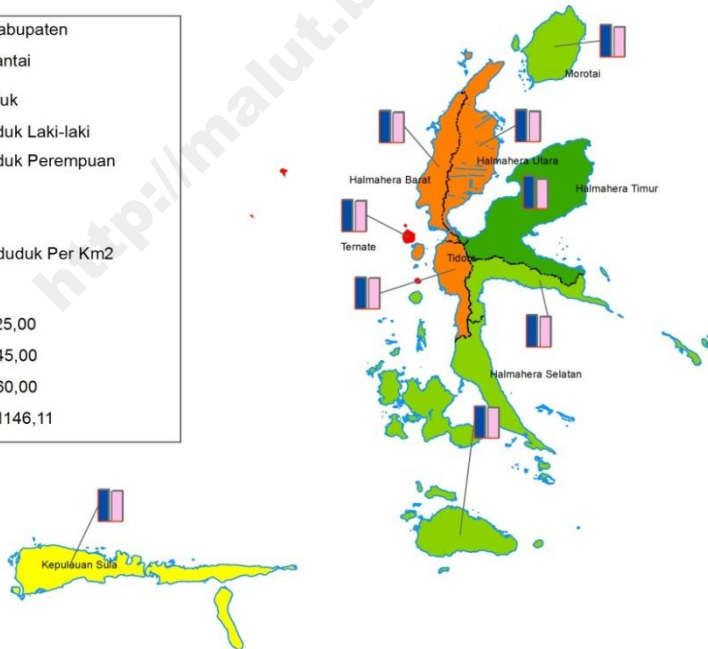 abupaten
antai
uk
duk Laki-laki
duk Perempuan
duduk Per Km2
25,00
45,00
60,00
1146,11
http://malut.b
Morotai
Halmahera Utara
Halmahera Barat
Halmahera Timur
Ternate
Tidore
Halmahera Selatan
Kepulauan Sula